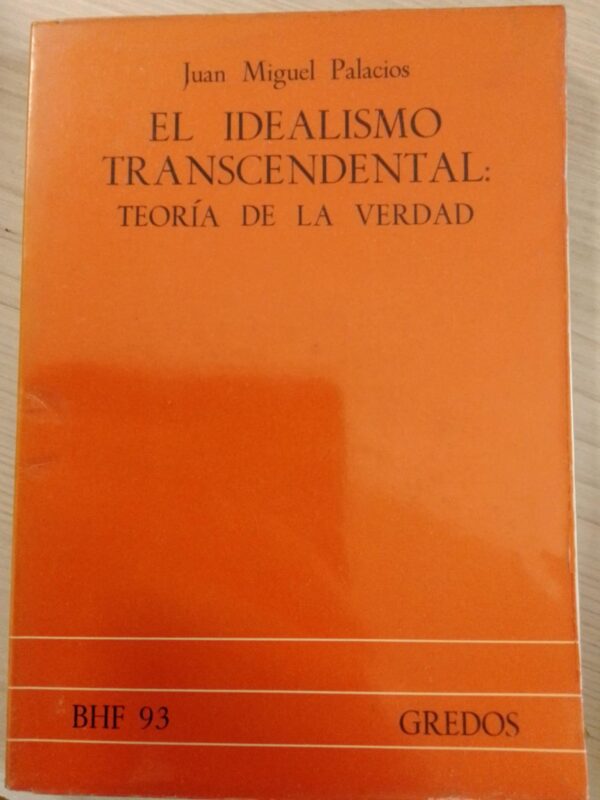 Juan Miguel Palacios
EL IDEALISMO
TRANSCENDENTAL:
TEORÍA DE LA VERDAD
BHF 93
GREDOS